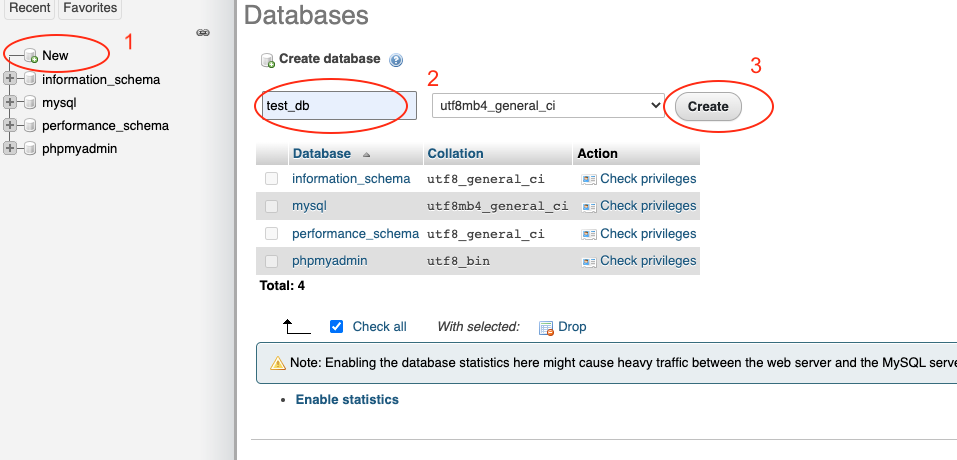 Recent Favorites
New 1
information_schema
mysql
performance_schema
phpmyadmin
Databases
Create database
2 3
test_db utf8mb4_general_ci Create
Database Collation Action
information_schema utf8_general_ci Check privileges
mysql utf8mb4_general_ci Check privileges
performance_schema utf8_general_ci Check privileges
phpmyadmin utf8_bin Check privileges
Total: 4
Check all With selected: Drop
Note: Enabling the database statistics here might cause heavy traffic between the web server and the MySQL serve
• Enable statistics